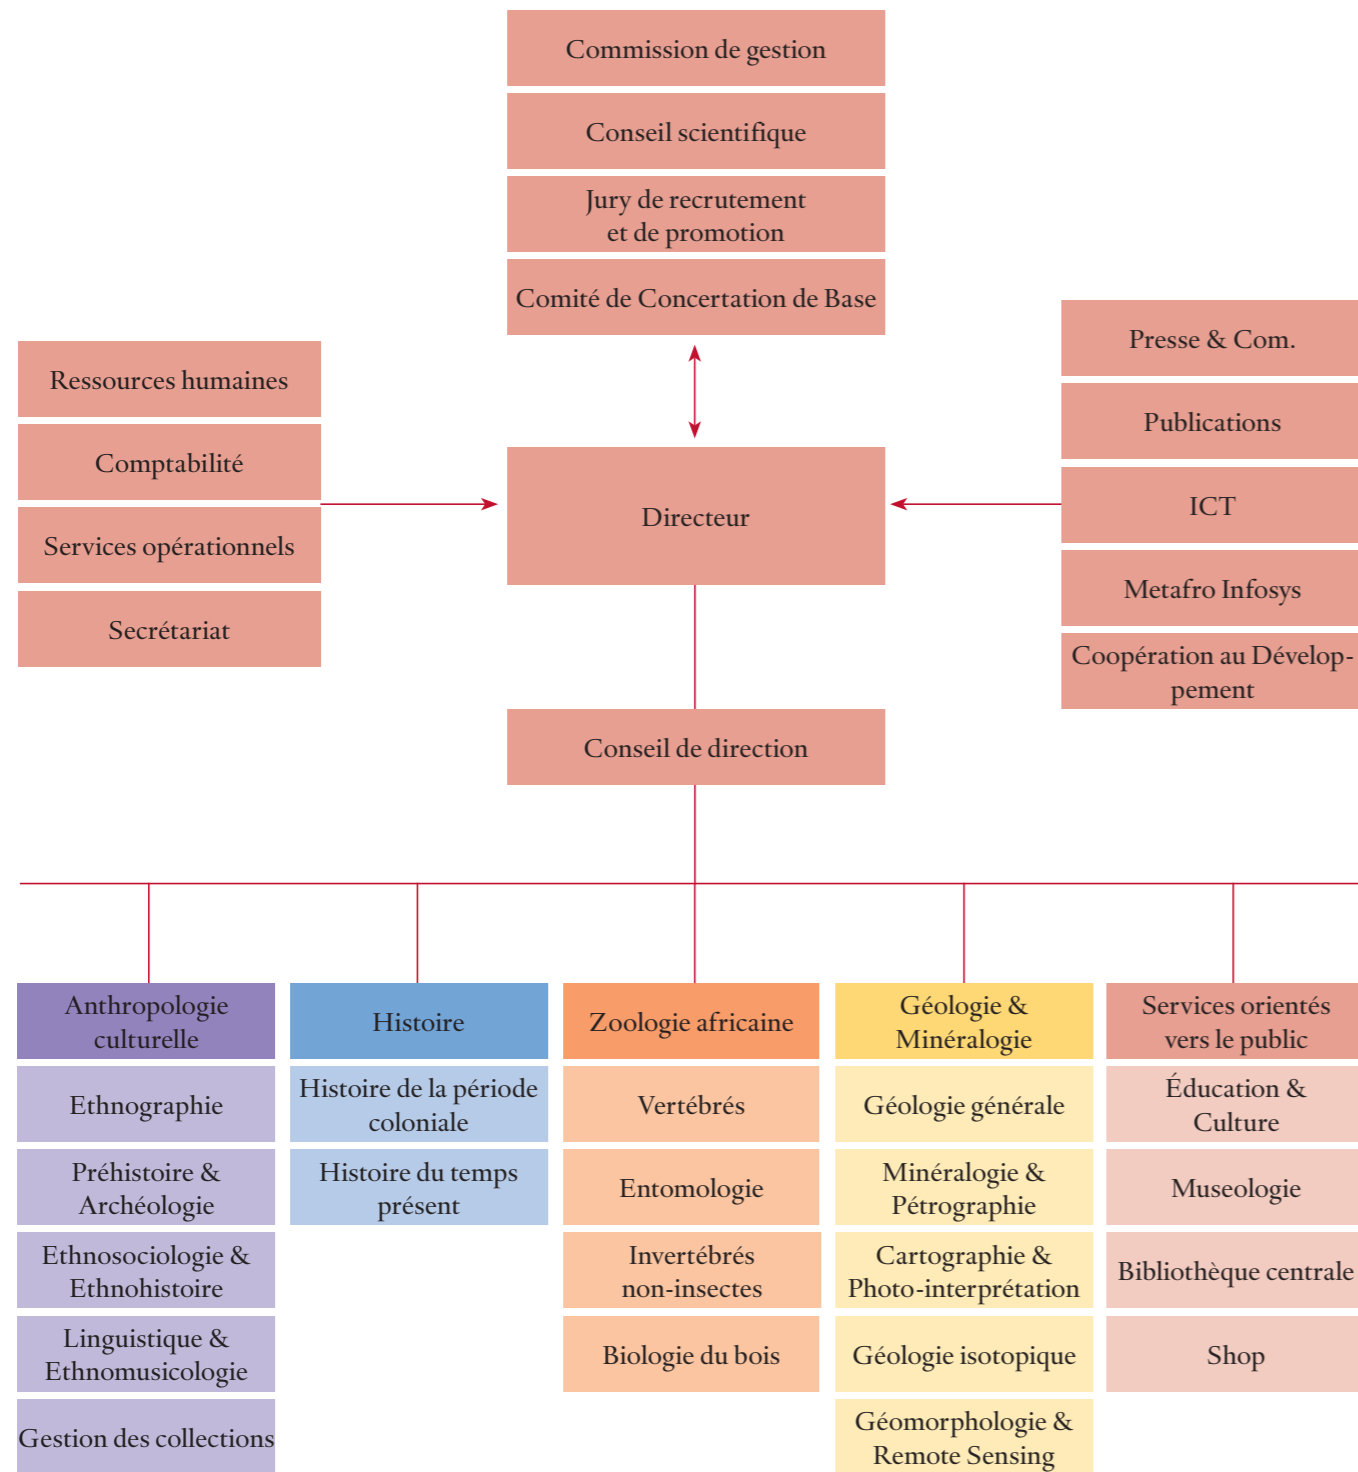 Commission de gestion
Conseil scientifique
Jury de recrutement
et de promotion
Comité de Concertation de Base
Ressources humaines
Comptabilité
Services opérationnels
Secrétariat
Directeur
Presse & Com.
Publications
ICT
Metafro Infosys
Coopération au Dévelop-
pement
Conseil de direction
Anthropologie
culturelle
Ethnographie
Préhistoire &
Archéologie
Ethnosociologie &
Ethnohistoire
Linguistique &
Ethnomusicologie
Gestion des collections
Histoire
Histoire de la période
coloniale
Histoire du temps
présent
Zoologie africaine
Vertébrés
Entomologie
Invertébrés
non-insectes
Biologie du bois
Géologie &
Minéralogie
Géologie générale
Minéralogie &
Pétrographie
Cartographie &
Photo-interprétation
Géologie isotopique
Géomorphologie &
Remote Sensing
Services orientés
vers le public
Éducation &
Culture
Museologie
Bibliothèque centrale
Shop